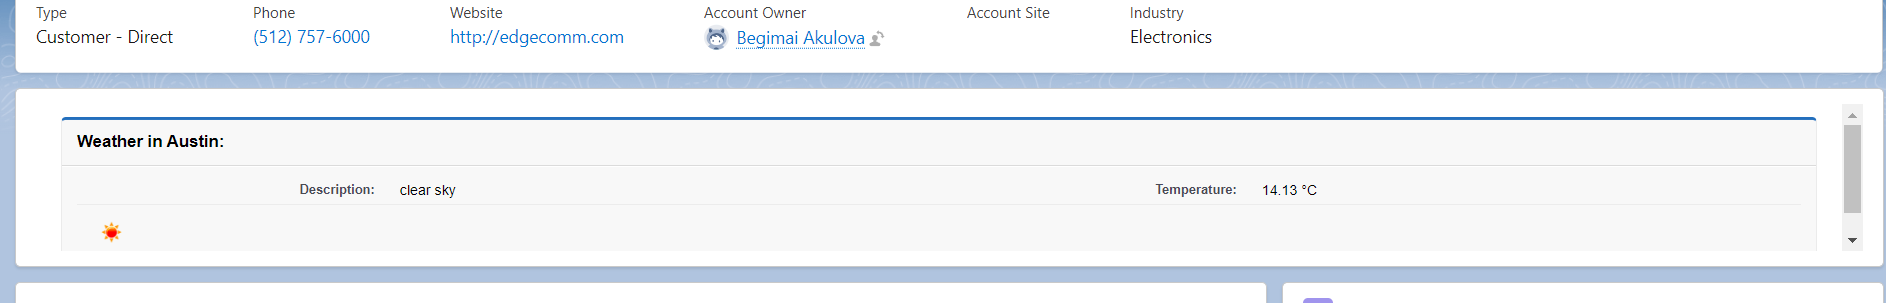 Type Phone Website Account Owner Account Site Industry
Customer - Direct (512) 757-6000 http://edgecomm.com Begimai Akulova Electronics
Weather in Austin:
Description: clear sky Temperature: 14.13 °C